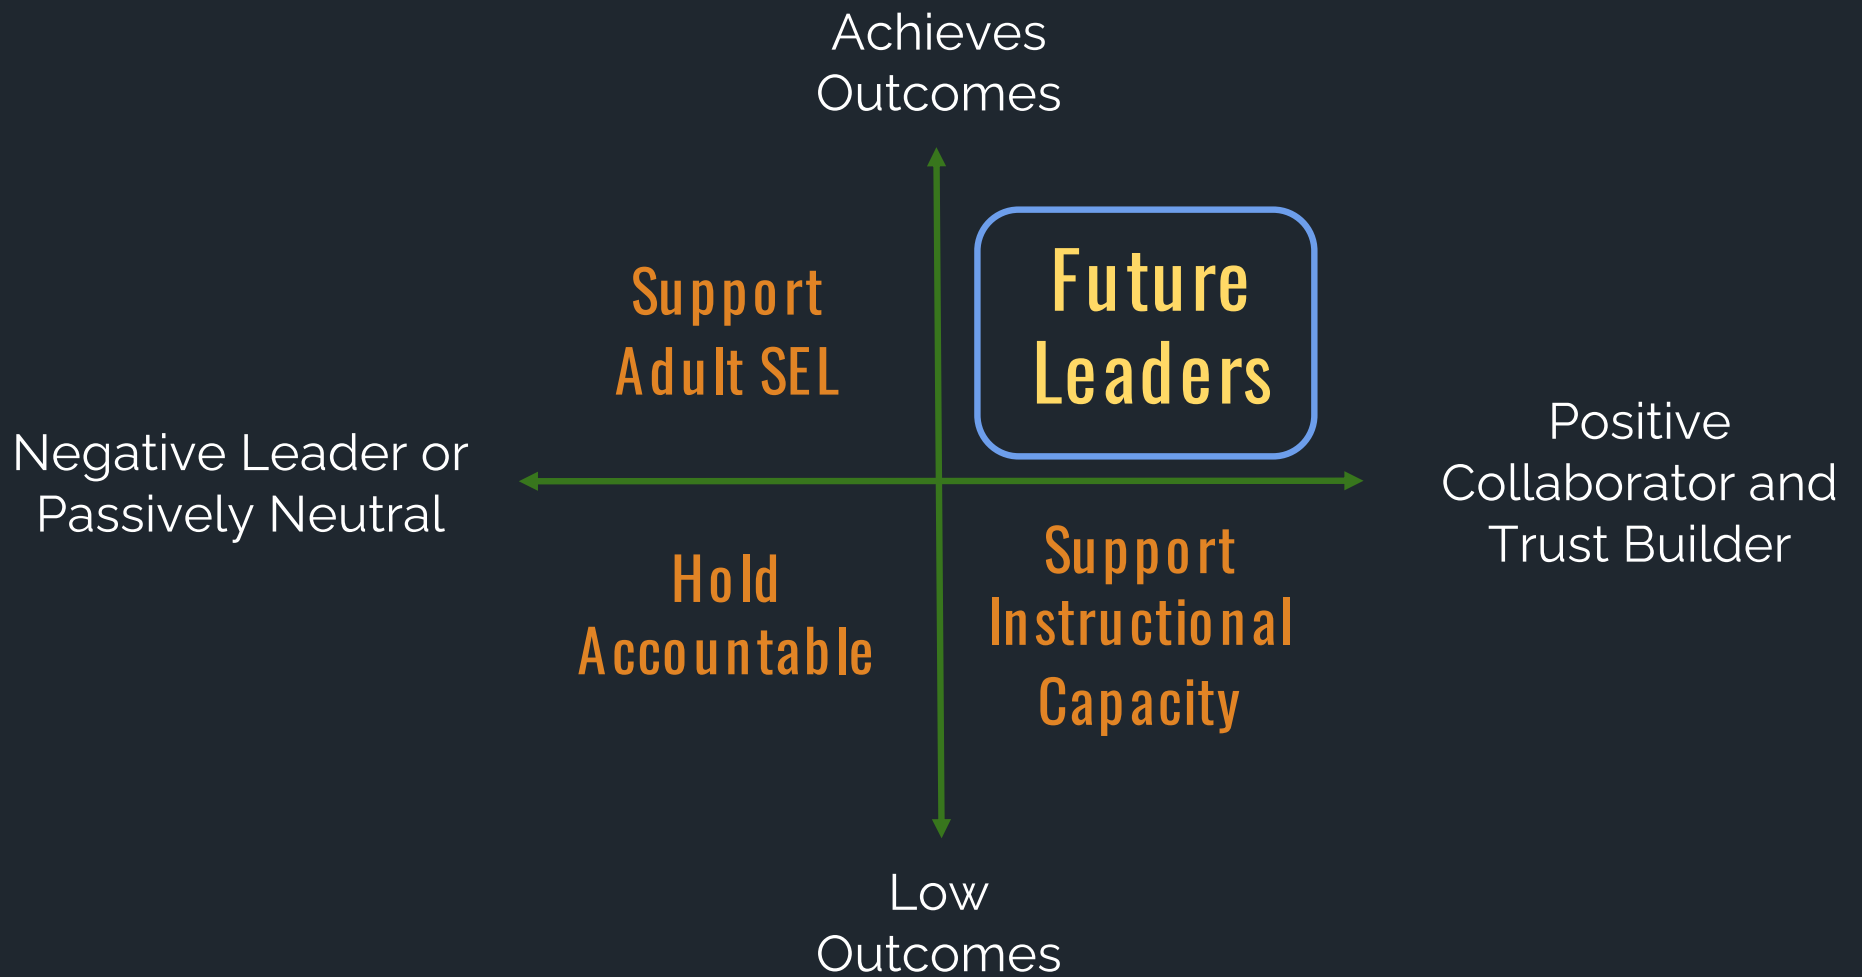 Achieves
Outcomes
Support
Adult SEL
Future
Leaders
Negative Leader or
Passively Neutral
Positive
Collaborator and
Trust Builder
Hold
Accountable
Support
Instructional
Capacity
Low
Outcomes